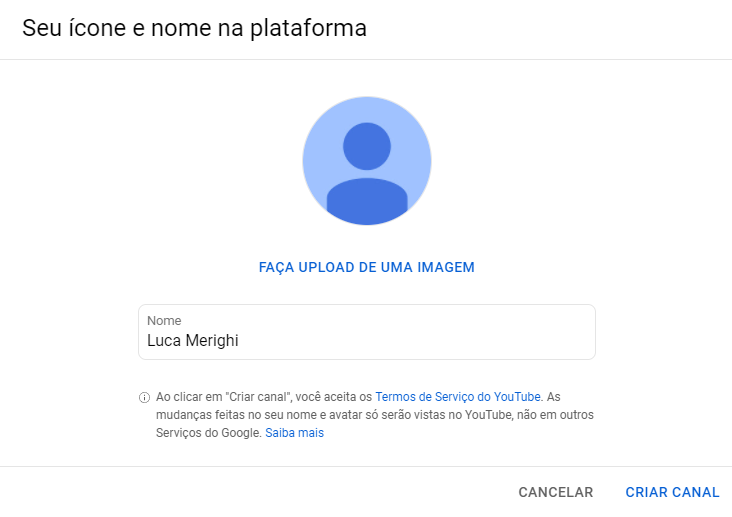 Seu ícone e nome na plataforma
FAÇA UPLOAD DE UMA IMAGEM
Nome
Luca Merighi
Ao clicar em "Criar canal", você aceita os Termos de Serviço do YouTube. As
mudanças feitas no seu nome e avatar só serão vistas no YouTube, não em outros
Serviços do Google. Saiba mais
CANCELAR CRIAR CANAL